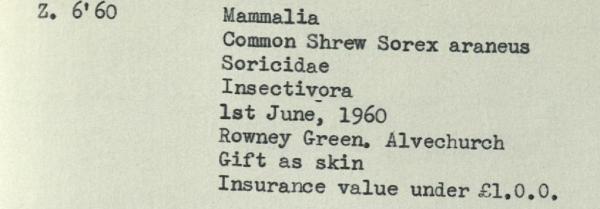 Z. 6'60
Mammalia
Common Shrew Sorex araneus
Soricidae
Insectivora
1st June, 1960
Rowney Green. Alvechurch
Gift as skin
Insurance value under £1.0.0.